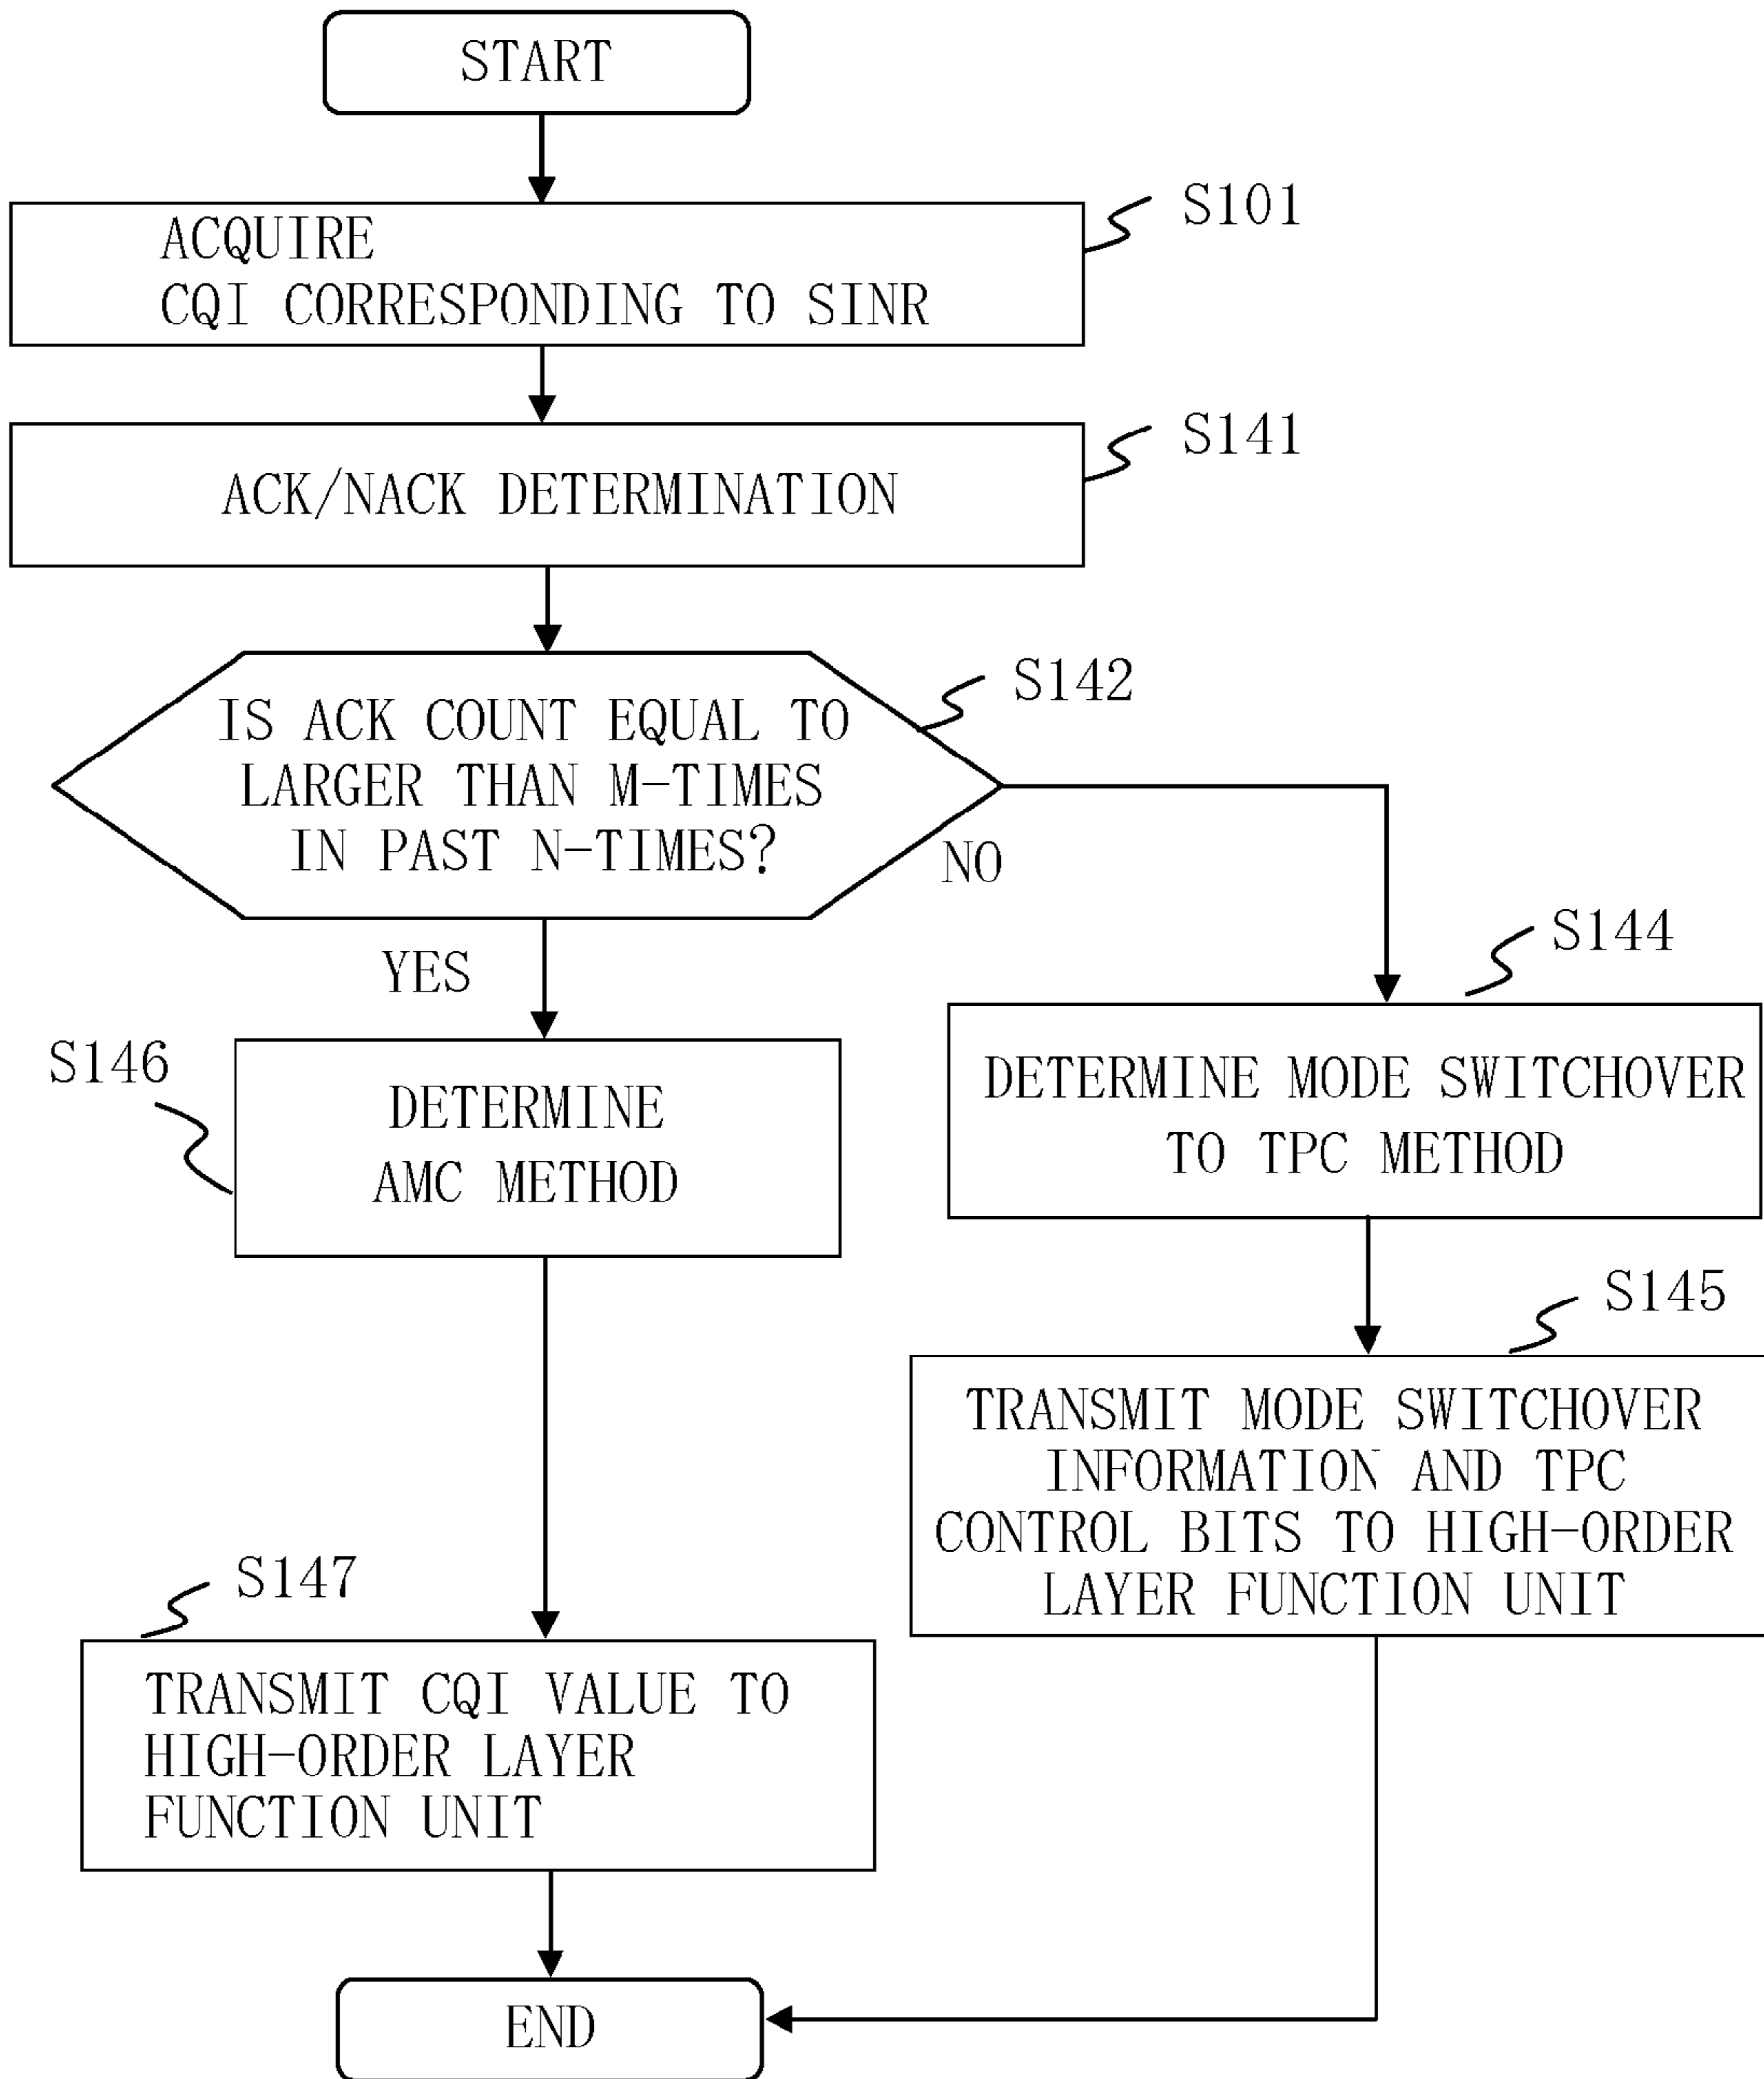 START
S101
ACQUIRE
CQI CORRESPONDING TO SINR
S141
ACK/NACK DETERMINATION
S142
IS ACK COUNT EQUAL TO
LARGER THAN M-TIMES
IN PAST N-TIMES?
NO
YES
S144
DETERMINE MODE SWITCHOVER
TO TPC METHOD
S146
DETERMINE
AMC METHOD
S145
TRANSMIT MODE SWITCHOVER
INFORMATION AND TPC
CONTROL BITS TO HIGH-ORDER
LAYER FUNCTION UNIT
S147
TRANSMIT CQI VALUE TO
HIGH-ORDER LAYER
FUNCTION UNIT
END